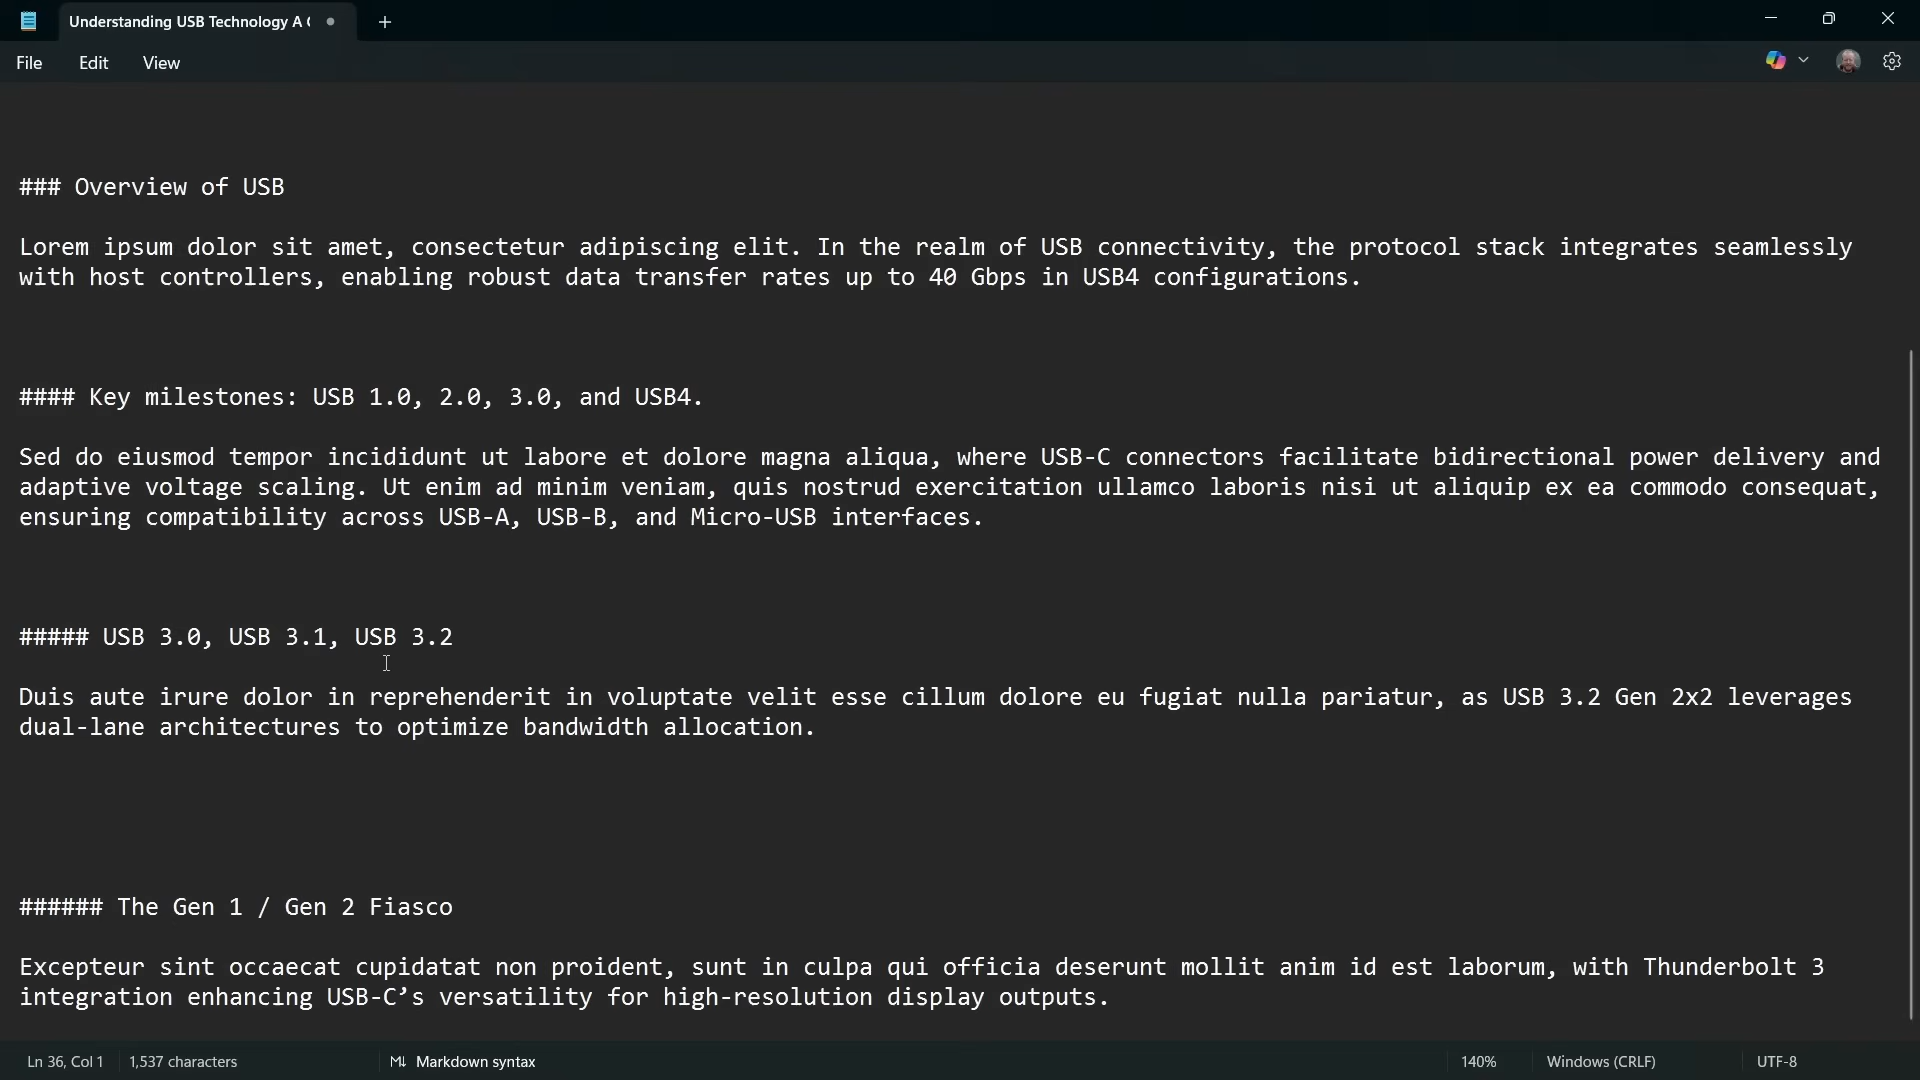 Understanding USB Technology A
File Edit View
### Overview of USB
Lorem ipsum dolor sit amet, consectetur adipiscing elit. In the realm of USB connectivity, the protocol stack integrates seamlessly
with host controllers, enabling robust data transfer rates up to 40 Gbps in USB4 configurations.
#### Key milestones: USB 1.0, 2.0, 3.0, and USB4.
Sed do eiusmod tempor incididunt ut labore et dolore magna aliqua, where USB-C connectors facilitate bidirectional power delivery and
adaptive voltage scaling. Ut enim ad minim veniam, quis nostrud exercitation ullamco laboris nisi ut aliquip ex ea commodo consequat,
ensuring compatibility across USB-A, USB-B, and Micro-USB interfaces.
##### USB 3.0, USB 3.1, USB 3.2
Duis aute irure dolor in reprehenderit in voluptate velit esse cillum dolore eu fugiat nulla pariatur, as USB 3.2 Gen 2x2 leverages
dual-lane architectures to optimize bandwidth allocation.
###### The Gen 1 / Gen 2 Fiasco
Excepteur sint occaecat cupidatat non proident, sunt in culpa qui officia deserunt mollit anim id est laborum, with Thunderbolt 3
integration enhancing USB-C’s versatility for high-resolution display outputs.
Ln 36, Col 1 1,537 characters M↓ Markdown syntax 140% Windows (CRLF) UTF-8